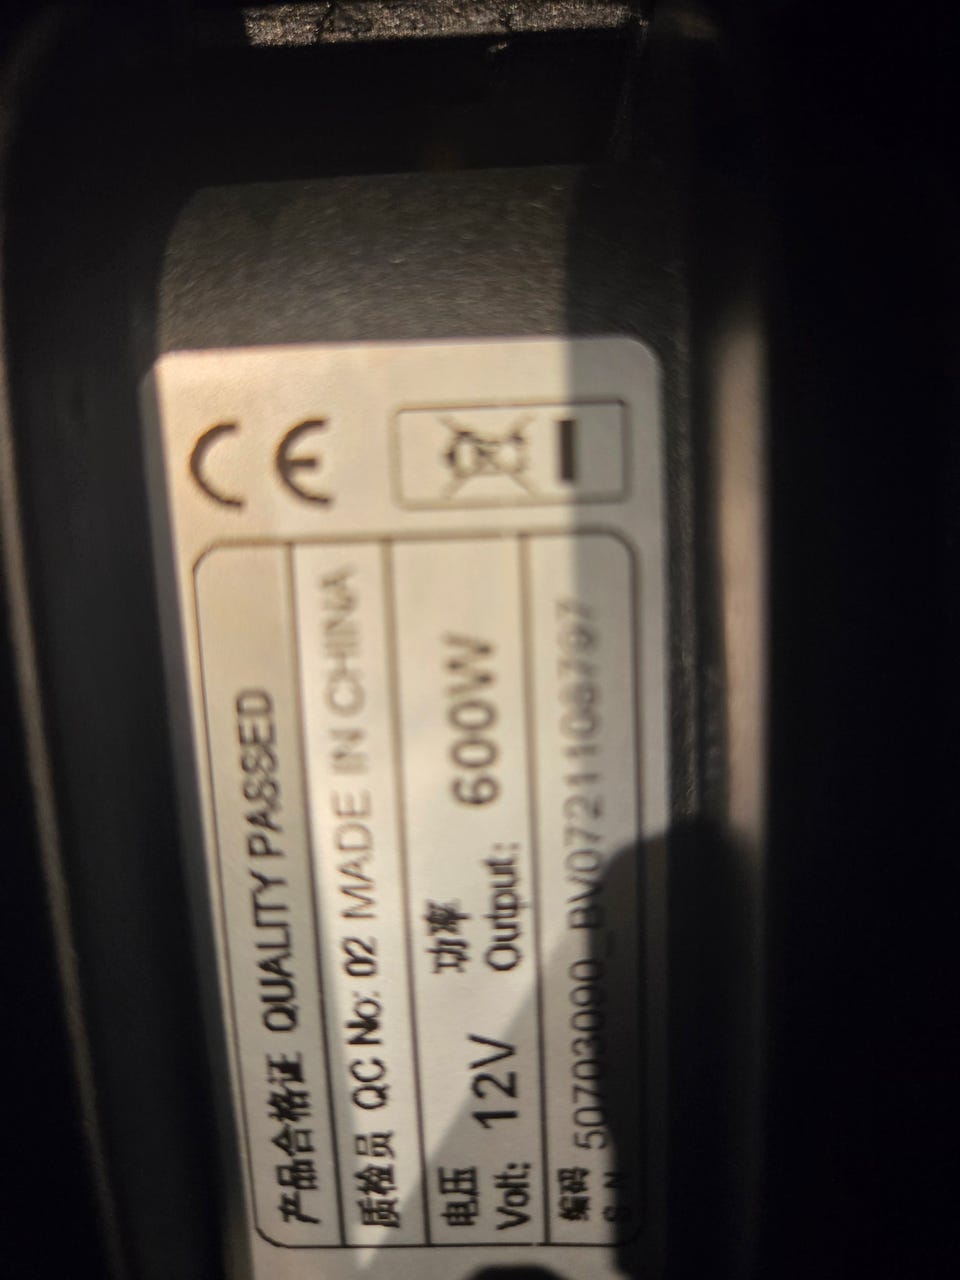 CE
产品合格证 QUALITY PASSED
质检员 QC No: 02 MADE IN CHINA
电压 功率
Volt: 12V Output: 600W
编码 50703090_BV0721108797
S N